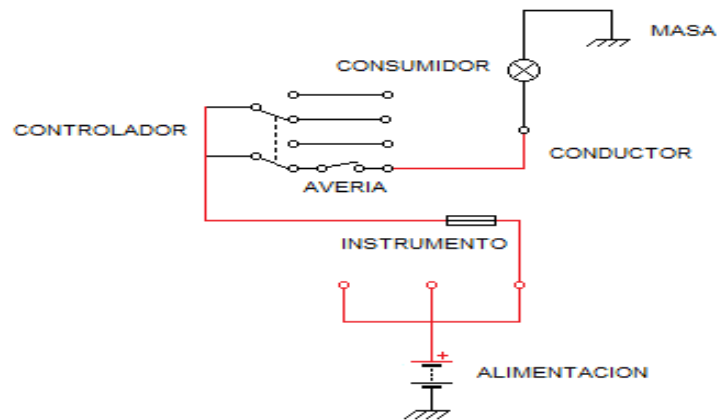 MASA
CONSUMIDOR
CONTROLADOR
CONDUCTOR
AVERIA
INSTRUMENTO
+
ALIMENTACION